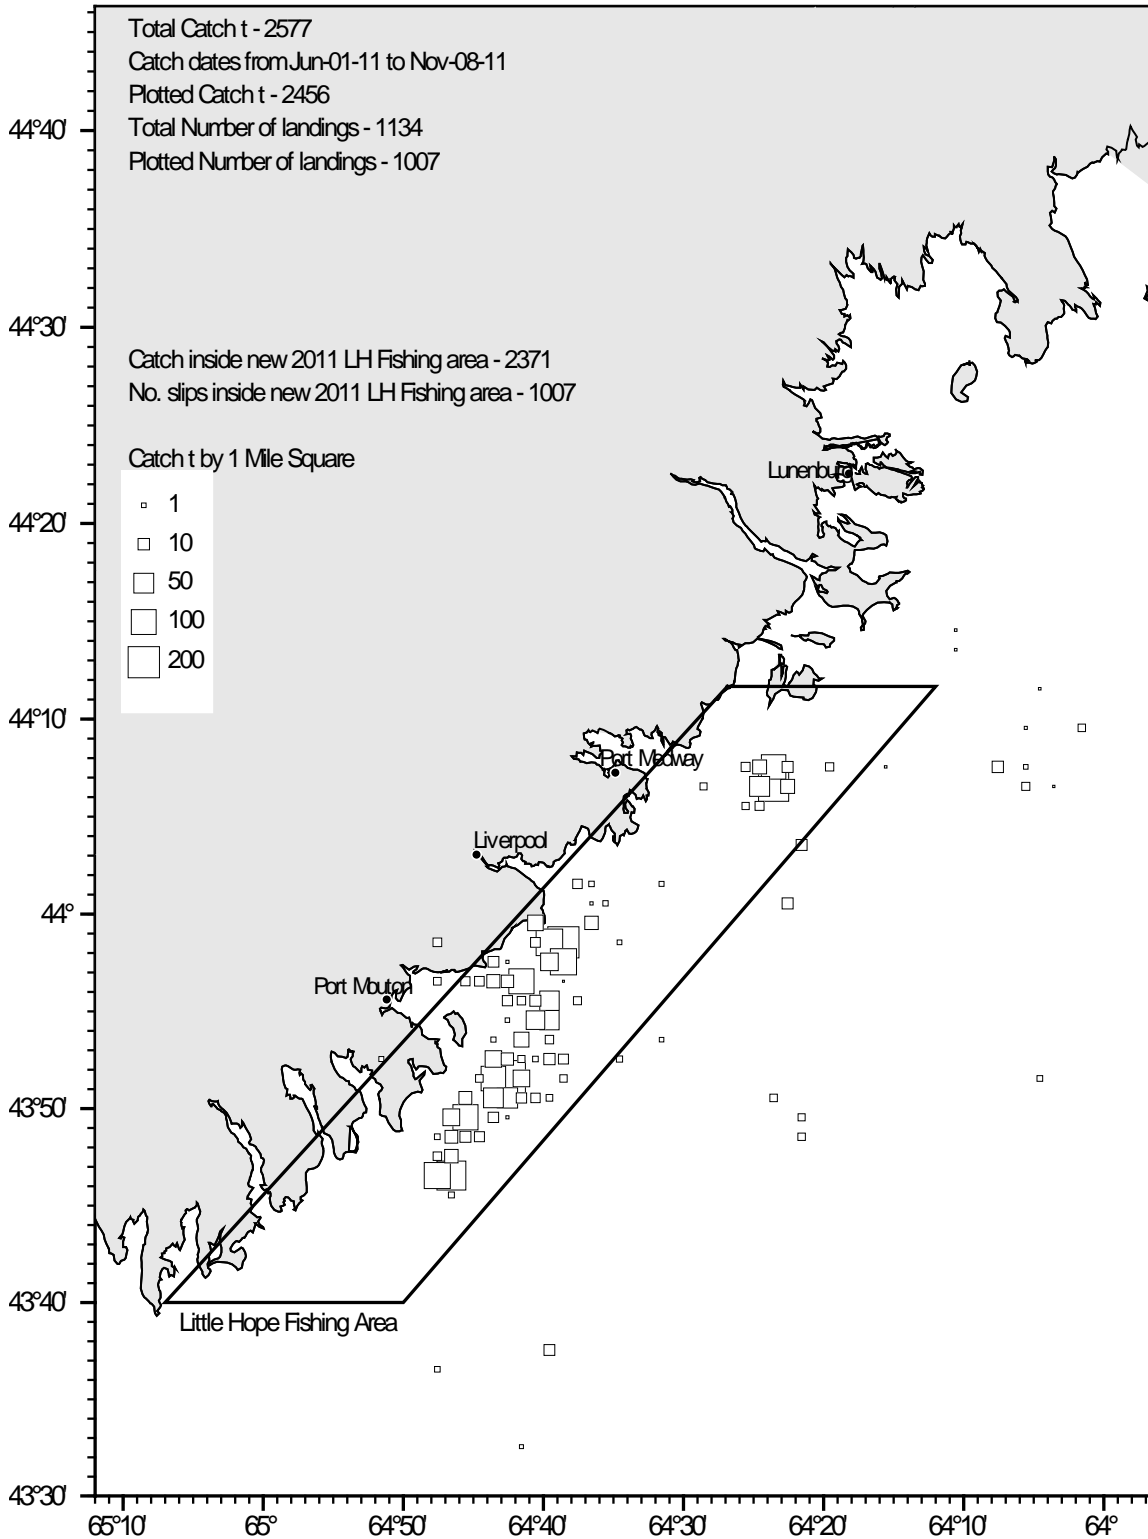 Total Catch t - 2577
Catch dates from Jun-01-11 to Nov-08-11
Plotted Catch t - 2456
Total Number of landings - 1134
Plotted Number of landings - 1007
44°40'
44°30'
Catch inside new 2011 LH Fishing area - 2371
No. slips inside new 2011 LH Fishing area - 1007
Catch t by 1 Mile Square
1
10
50
100
200
Lunenburg
44°20'
44°10'
Port Medway
Liverpool
44°
Port Mouton
43°50'
43°40'
Little Hope Fishing Area
43°30'
65°10' 65° 64°50' 64°40' 64°30' 64°20' 64°10' 64°